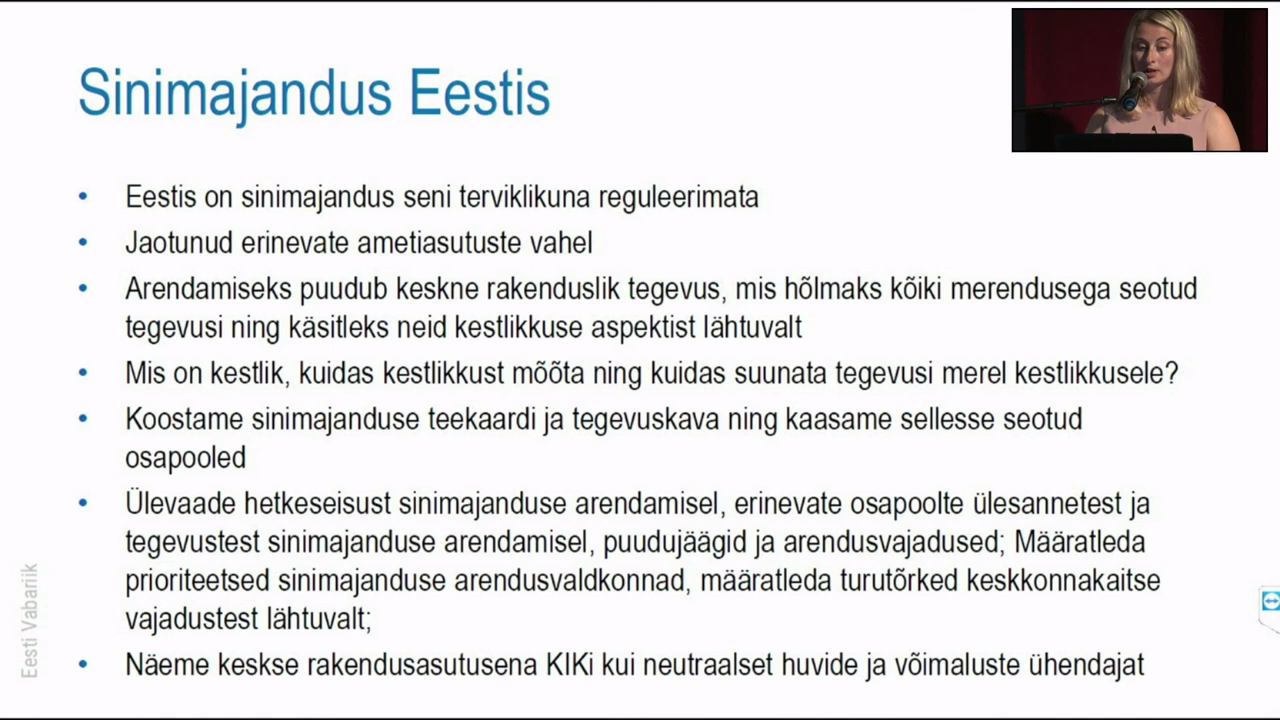 Sinimajandus Eestis
• Eestis on sinimajandus seni terviklikuna reguleerimata
• Jaotunud erinevate ametiasutuste vahel
• Arendamiseks puudub keskne rakenduslik tegevus, mis hõlmaks kõiki merendusega seotud
tegevusi ning käsitleks neid kestlikkuse aspektist lähtuvalt
• Mis on kestlik, kuidas kestlikkust mõõta ning kuidas suunata tegevusi merel kestlikkusele?
• Koostame sinimajanduse teekaardi ja tegevuskava ning kaasame sellesse seotud
osapooled
• Ülevaade hetkeseisust sinimajanduse arendamisel, erinevate osapoolte ülesannetest ja
tegevustest sinimajanduse arendamisel, puudujäägid ja arendusvajadused; Määratleda
prioriteetsed sinimajanduse arendusvaldkonnad, määratleda turutõrked keskkonnakaitse
vajadustest lähtuvalt;
• Näeme keskse rakendusasutusena KIKi kui neutraalset huvide ja võimaluste ühendajat
Eesti Vabariik